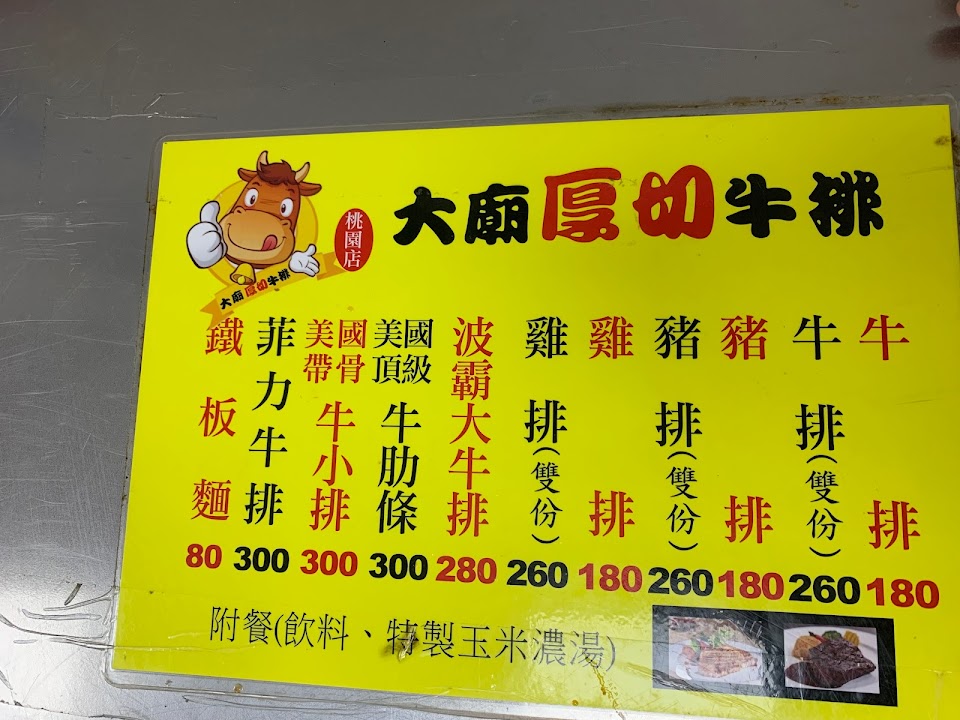 大廟厚切牛排
桃園店
大廟厚切牛排
牛排 180
牛排(雙份) 260
豬排 180
豬排(雙份) 260
雞排 180
雞排(雙份) 260
波霸大牛排 280
美國頂級牛肋條 300
美國帶骨牛小排 300
菲力牛排 300
鐵板麵 80
附餐(飲料、特製玉米濃湯)